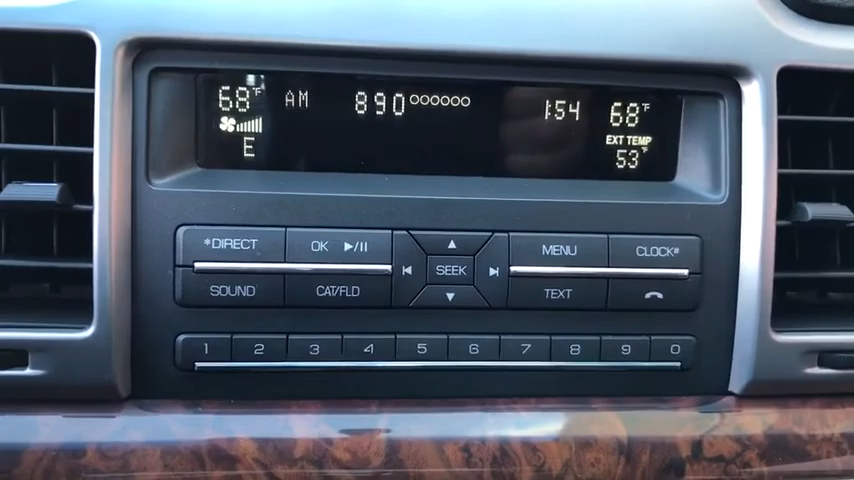 68°F AM 890 1:54 68°F
EXT TEMP
E 53°F
*DIRECT OK ►/II ▲ MENU CLOCK#
SEEK
SOUND CAT/FLD ▼ TEXT
1 2 3 4 5 6 7 8 9 0